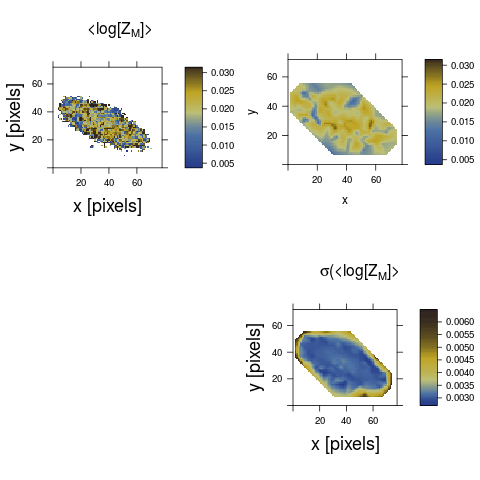 <log[Z_M]>
60
40
20
20 40 60
y [pixels]
x [pixels]
0.030
0.025
0.020
0.015
0.010
0.005
60
40
20
20 40 60
y
x
0.030
0.025
0.020
0.015
0.010
0.005
σ(<log[Z_M]>
60
40
20
20 40 60
y [pixels]
x [pixels]
0.0060
0.0055
0.0050
0.0045
0.0040
0.0035
0.0030